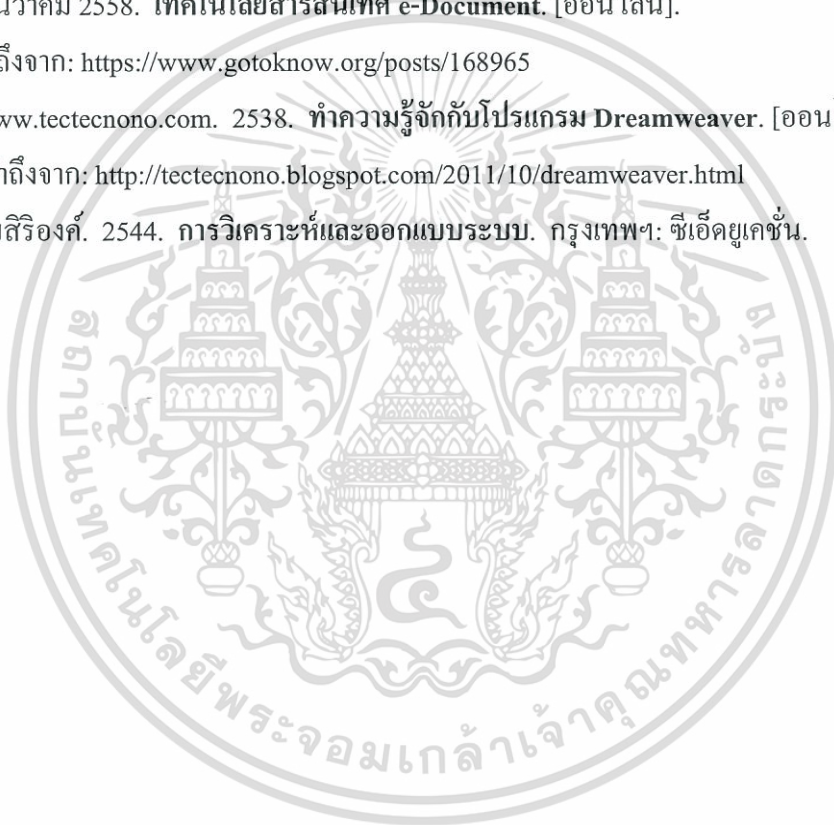 นวาคม 2558. เทคโนโลยีสารสนเทศ e-Document. [ออนไลน์].
ถึงจาก: https://www.gotoknow.org/posts/168965
ww.tectecnono.com. 2538. ทำความรู้จักกับโปรแกรม Dreamweaver. [ออน
าถึงจาก: http://tectecnono.blogspot.com/2011/10/dreamweaver.html
สิริองค์. 2544. การวิเคราะห์และออกแบบระบบ. กรุงเทพฯ: ซีเอ็ดยูเคชั่น.
สถาบันเทคโนโลยีพระจอมเกล้าเจ้าคุณทหารลาดกระบัง